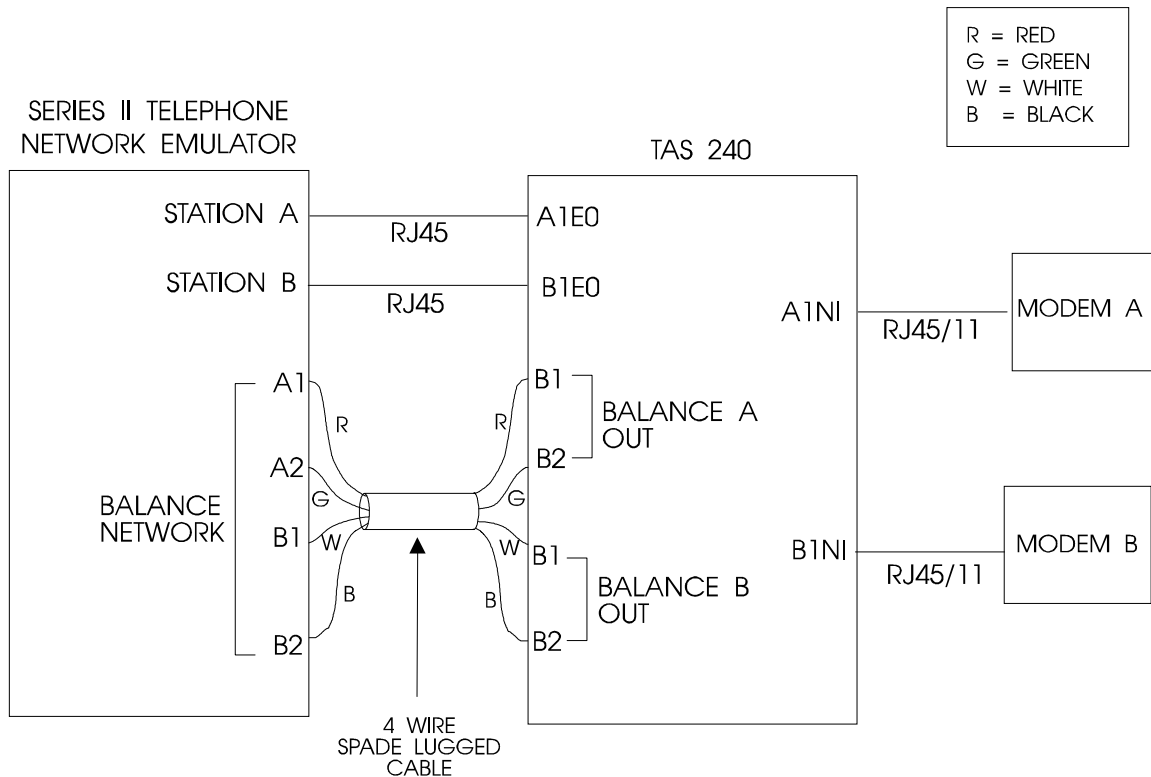 R = RED
G = GREEN
W = WHITE
B = BLACK
SERIES II TELEPHONE
NETWORK EMULATOR
TAS 240
STATION A
RJ45
A1E0
STATION B
RJ45
B1E0
A1NI
RJ45/11
MODEM A
A1
R
R
B1
BALANCE A
OUT
A2
G
G
B2
BALANCE
NETWORK
B1
W
W
B1
B1NI
RJ45/11
MODEM B
B
B
BALANCE B
OUT
B2
B2
4 WIRE
SPADE LUGGED
CABLE